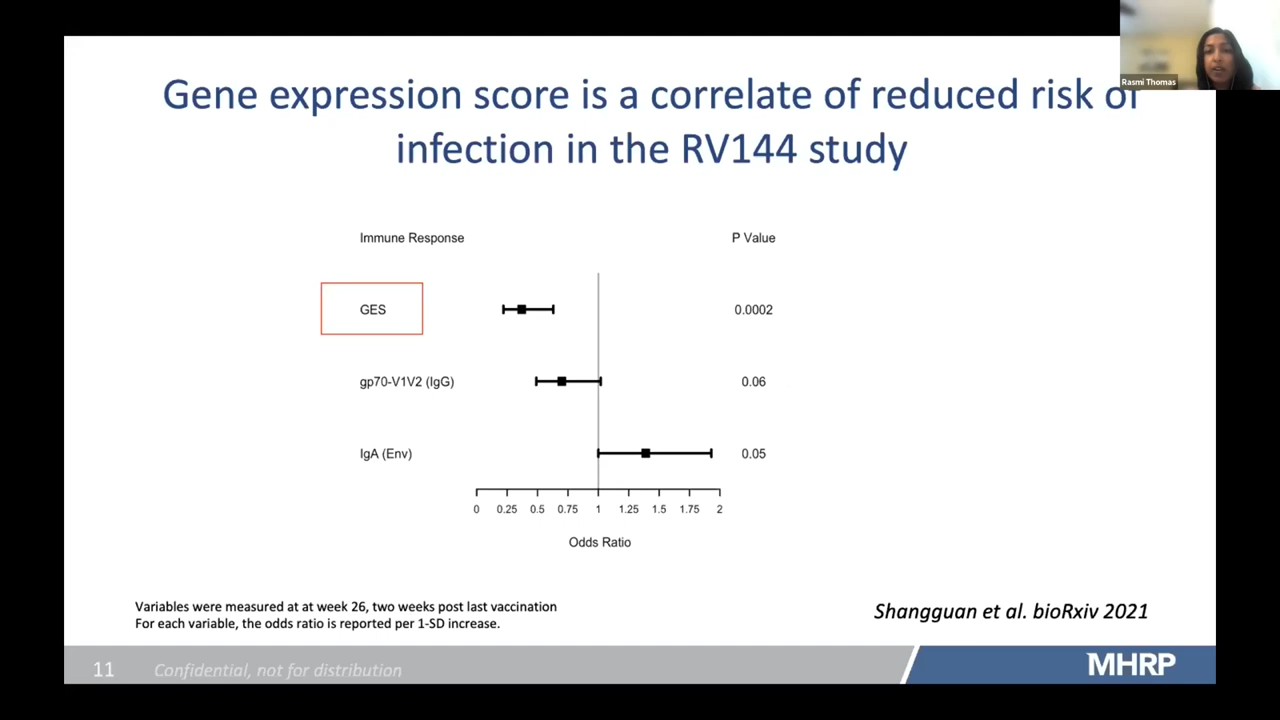 Rasmi Thomas
Gene expression score is a correlate of reduced risk of
infection in the RV144 study
Immune Response P Value
GES 0.0002
gp70-V1V2 (IgG) 0.06
IgA (Env) 0.05
0 0.25 0.5 0.75 1 1.25 1.5 1.75 2
Odds Ratio
Variables were measured at at week 26, two weeks post last vaccination
For each variable, the odds ratio is reported per 1-SD increase.
Shangguan et al. bioRxiv 2021
11 Confidential, not for distribution
MHRP